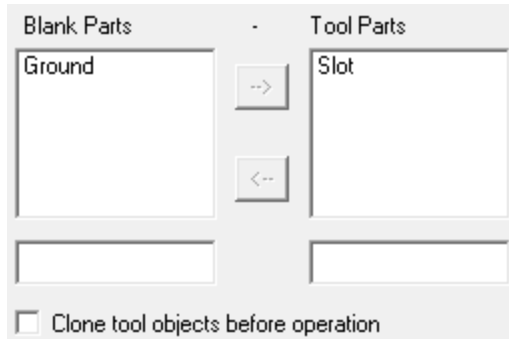 Blank Parts - Tool Parts
Ground Slot
-->
<--
Clone tool objects before operation